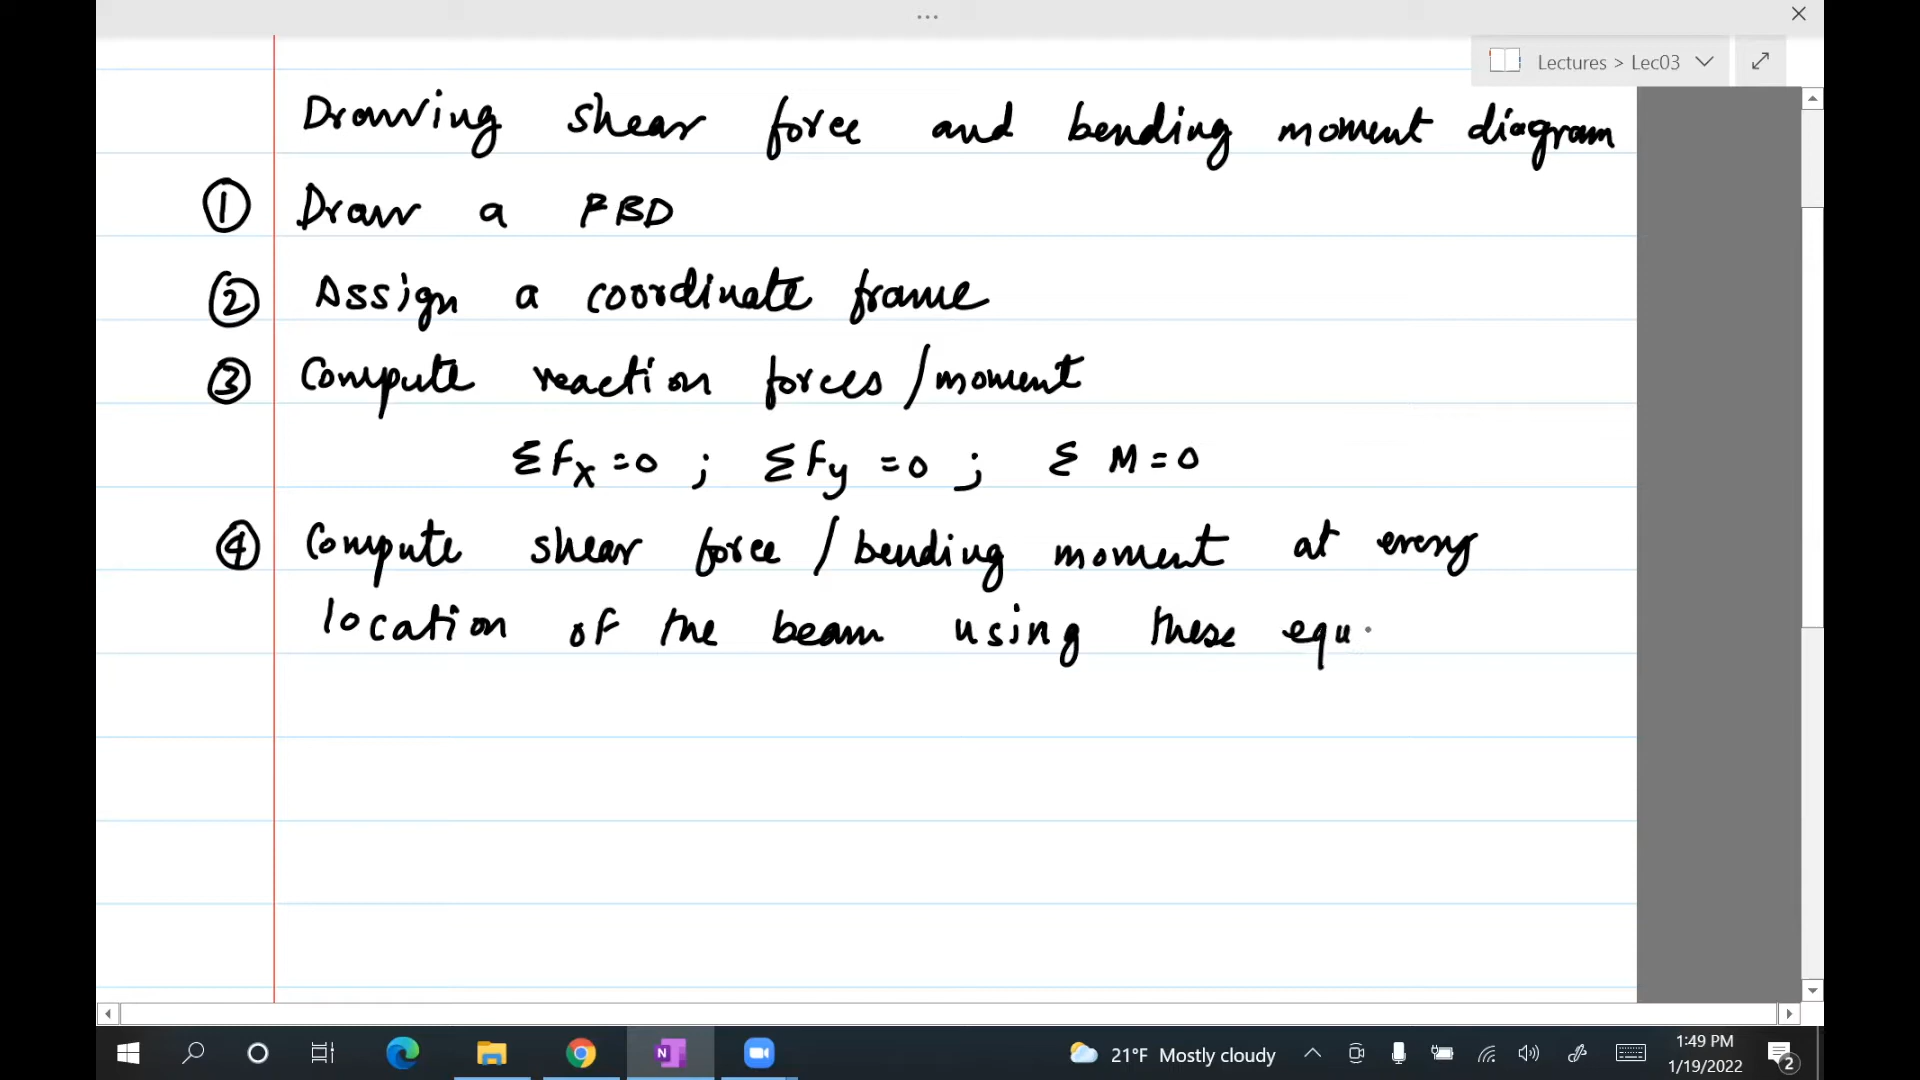 Lectures > Lec03
Drawing shear force and bending moment diagram
① Draw a FBD
② Assign a coordinate frame
③ Compute reaction forces/moment
ΣFx=0 ; ΣFy=0 ; ΣM=0
④ Compute shear force / bending moment at every
location of the beam using these equ
21°F Mostly cloudy
1:49 PM
1/19/2022
2